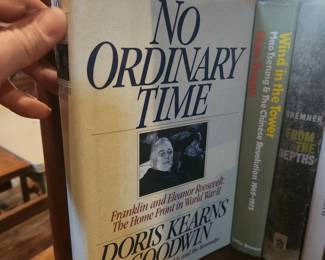 NO
ORDINARY
TIME
Franklin and Eleanor Roosevelt:
The Home Front in World War II
DORIS KEARNS
GOODWIN
Wind in the Tower
Mao Tsetung & The Chinese Revolution 1949-1975
BREMNER
FROM THE
DEPTHS